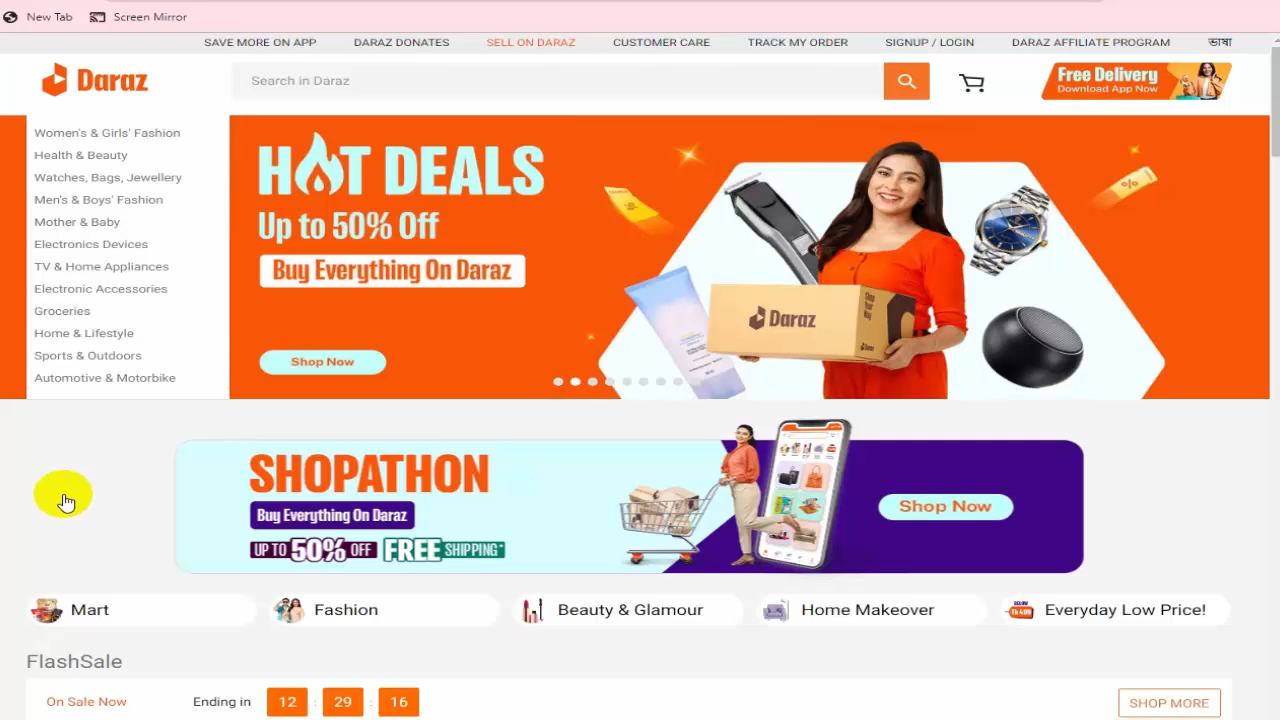 New Tab
Screen Mirror
SAVE MORE ON APP
DARAZ DONATES
SELL ON DARAZ
CUSTOMER CARE
TRACK MY ORDER
SIGNUP / LOGIN
DARAZ AFFILIATE PROGRAM
ভাষা
Daraz
Search in Daraz
Free Delivery
Download App Now
Women's & Girls' Fashion
Health & Beauty
Watches, Bags, Jewellery
Men's & Boys' Fashion
Mother & Baby
Electronics Devices
TV & Home Appliances
Electronic Accessories
Groceries
Home & Lifestyle
Sports & Outdoors
Automotive & Motorbike
HOT DEALS
Up to 50% Off
Buy Everything On Daraz
Shop Now
Daraz
SHOPATHON
Buy Everything On Daraz
UP TO 50% OFF FREE SHIPPING*
Shop Now
Mart
Fashion
Beauty & Glamour
Home Makeover
Everyday Low Price!
FlashSale
On Sale Now
Ending in
12 : 29 : 16
SHOP MORE